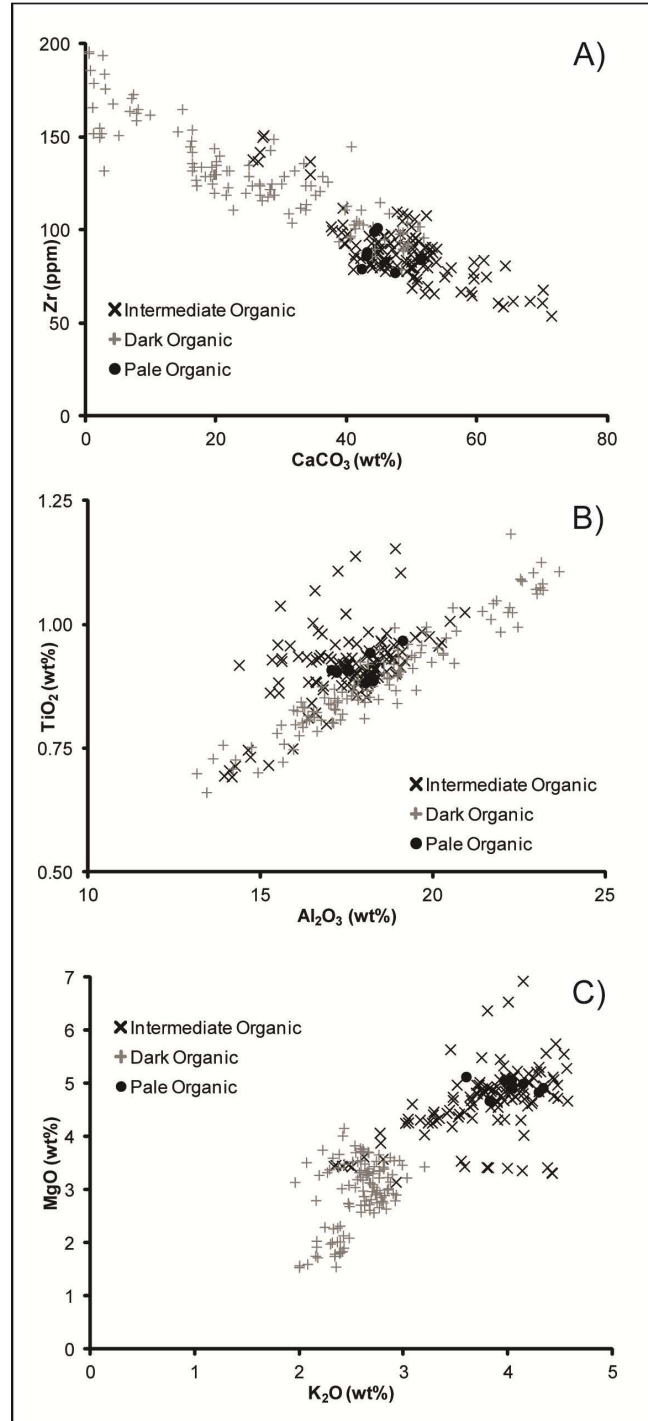 A)
200
150
100
50
0
Zr (ppm)
× Intermediate Organic
+ Dark Organic
● Pale Organic
0 20 40 60 80
CaCO₃ (wt%)
B)
1.25
1.00
0.75
0.50
TiO₂ (wt%)
× Intermediate Organic
+ Dark Organic
● Pale Organic
10 15 20 25
Al₂O₃ (wt%)
C)
7
6
5
4
3
2
1
0
MgO (wt%)
× Intermediate Organic
+ Dark Organic
● Pale Organic
0 1 2 3 4 5
K₂O (wt%)